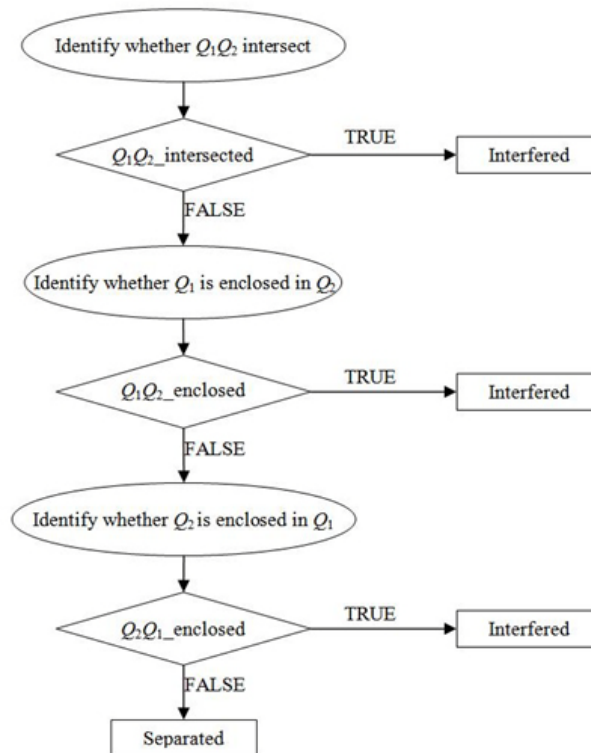 Identify whether Q₁Q₂ intersect
Q₁Q₂_intersected
TRUE
Interfered
FALSE
Identify whether Q₁ is enclosed in Q₂
Q₁Q₂_enclosed
TRUE
Interfered
FALSE
Identify whether Q₂ is enclosed in Q₁
Q₂Q₁_enclosed
TRUE
Interfered
FALSE
Separated